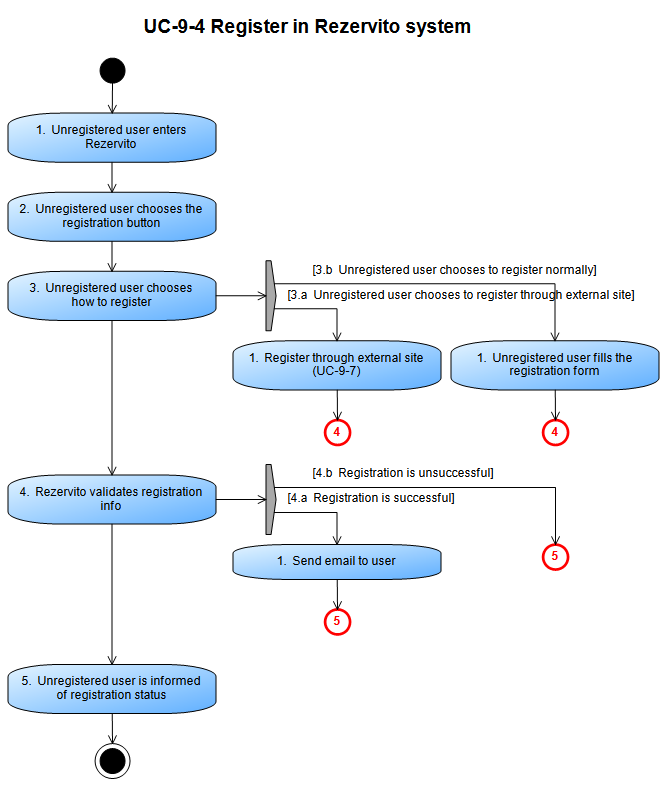 UC-9-4 Register in Rezervito system
1. Unregistered user enters
Rezervito
2. Unregistered user chooses the
registration button
3. Unregistered user chooses
how to register
[3.b Unregistered user chooses to register normally]
[3.a Unregistered user chooses to register through external site]
1. Register through external site
(UC-9-7)
1. Unregistered user fills the
registration form
4
4
4. Rezervito validates registration
info
[4.b Registration is unsuccessful]
[4.a Registration is successful]
1. Send email to user
5
5
5. Unregistered user is informed
of registration status